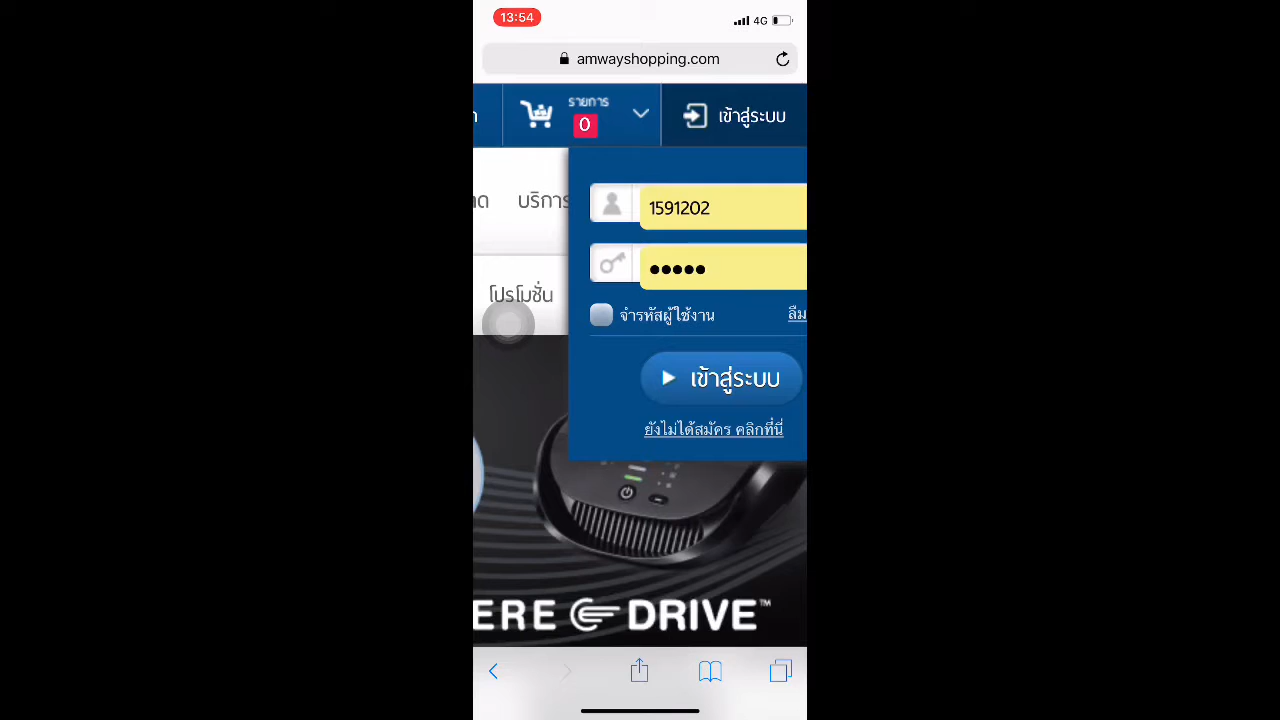 13:54
4G
amwayshopping.com
รายการ
0
เข้าสู่ระบบ
บริการ
1591202
•••••
โปรโมชั่น
จำรหัสผู้ใช้งาน
ลืม
เข้าสู่ระบบ
ยังไม่ได้สมัคร คลิกที่นี่
ERE DRIVE™